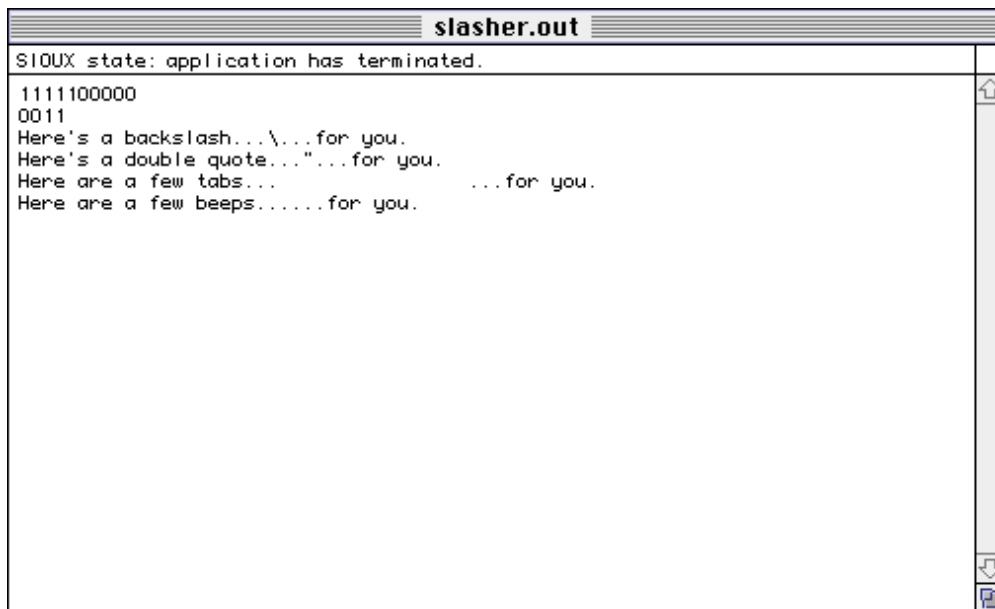 slasher.out
SIOUX state: application has terminated.
1111100000
0011
Here's a backslash...\...for you.
Here's a double quote..."...for you.
Here are a few tabs...                ...for you.
Here are a few beeps......for you.